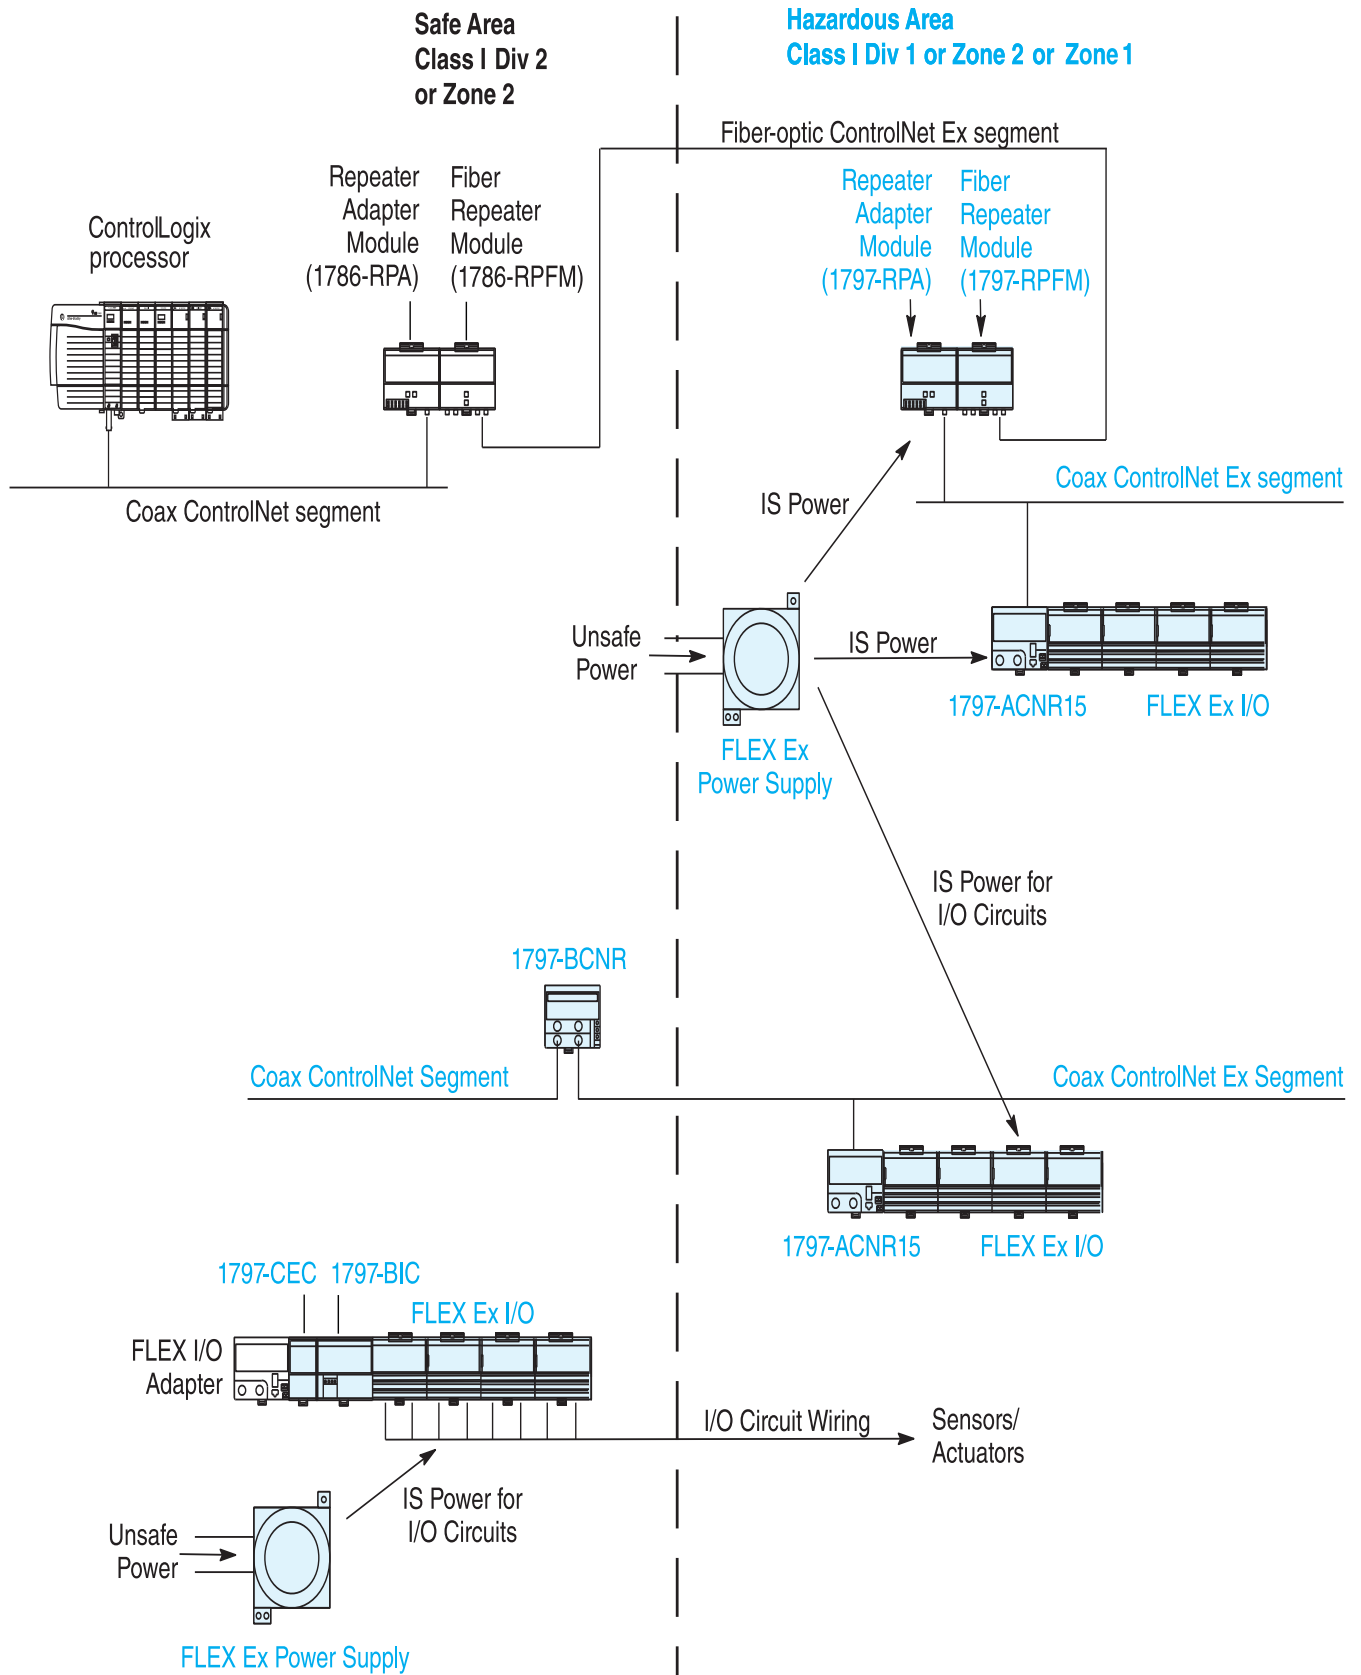 Safe Area
Class I Div 2
or Zone 2
Hazardous Area
Class I Div 1 or Zone 2 or Zone 1
Fiber-optic ControlNet Ex segment
Repeater
Adapter
Module
(1786-RPA)
Fiber
Repeater
Module
(1786-RPFM)
Repeater
Adapter
Module
(1797-RPA)
Fiber
Repeater
Module
(1797-RPFM)
ControlLogix
processor
Coax ControlNet segment
Coax ControlNet Ex segment
IS Power
Unsafe
Power
IS Power
1797-ACNR15
FLEX Ex I/O
FLEX Ex
Power Supply
IS Power for
I/O Circuits
1797-BCNR
Coax ControlNet Segment
Coax ControlNet Ex Segment
1797-ACNR15
FLEX Ex I/O
1797-CEC
1797-BIC
FLEX Ex I/O
FLEX I/O
Adapter
I/O Circuit Wiring
Sensors/
Actuators
IS Power for
I/O Circuits
Unsafe
Power
FLEX Ex Power Supply